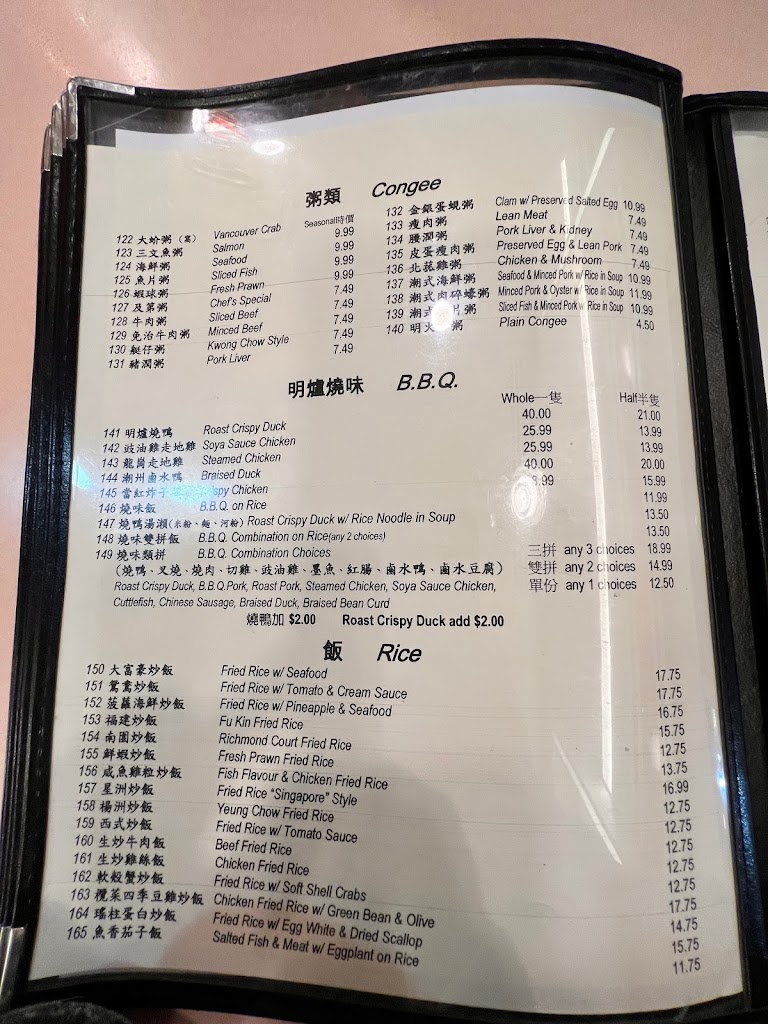 粥類 Congee
122 大蚧粥 (窩) Vancouver Crab Seasonal時價
123 三文魚粥 Salmon 9.99
124 海鮮粥 Seafood 9.99
125 魚片粥 Sliced Fish 9.99
126 蝦球粥 Fresh Prawn 9.99
127 及第粥 Chef's Special 7.49
128 牛肉粥 Sliced Beef 7.49
129 免治牛肉粥 Minced Beef 7.49
130 艇仔粥 Kwong Chow Style 7.49
131 豬潤粥 Pork Liver 7.49
132 金銀蛋蜆粥 Clam w/ Preserved Salted Egg 10.99
133 瘦肉粥 Lean Meat 7.49
134 腰潤粥 Pork Liver & Kidney 7.49
135 皮蛋瘦肉粥 Preserved Egg & Lean Pork 7.49
136 北菇雞粥 Chicken & Mushroom 7.49
137 潮式海鮮粥 Seafood & Minced Pork w/ Rice in Soup 10.99
138 潮式肉碎蠔粥 Minced Pork & Oyster w/ Rice in Soup 11.99
139 潮式 片粥 Sliced Fish & Minced Pork w/ Rice in Soup 10.99
140 明火 粥 Plain Congee 4.50
明爐燒味 B.B.Q.
Whole一隻 Half半隻
141 明爐燒鴨 Roast Crispy Duck 40.00 21.00
142 豉油雞走地雞 Soya Sauce Chicken 25.99 13.99
143 龍崗走地雞 Steamed Chicken 25.99 13.99
144 潮州鹵水鴨 Braised Duck 40.00 20.00
145 當紅炸子 Chicken 15.99
146 燒味飯 B.B.Q. on Rice 11.99
147 燒鴨湯瀨(米粉、麵、河粉) Roast Crispy Duck w/ Rice Noodle in Soup 13.50
148 燒味雙拼飯 B.B.Q. Combination on Rice(any 2 choices) 13.50
149 燒味類拼 B.B.Q. Combination Choices 三拼 any 3 choices 18.99
(燒鴨、叉燒、燒肉、切雞、豉油雞、墨魚、紅腸、鹵水鴨、鹵水豆腐) 雙拼 any 2 choices 14.99
Roast Crispy Duck, B.B.Q.Pork, Roast Pork, Steamed Chicken, Soya Sauce Chicken, 單份 any 1 choices 12.50
Cuttlefish, Chinese Sausage, Braised Duck, Braised Bean Curd
燒鴨加 $2.00 Roast Crispy Duck add $2.00
飯 Rice
150 大富豪炒飯 Fried Rice w/ Seafood 17.75
151 鴛鴦炒飯 Fried Rice w/ Tomato & Cream Sauce 17.75
152 菠蘿海鮮炒飯 Fried Rice w/ Pineapple & Seafood 16.75
153 福建炒飯 Fu Kin Fried Rice 15.75
154 南園炒飯 Richmond Court Fried Rice 12.75
155 鮮蝦炒飯 Fresh Prawn Fried Rice 13.75
156 咸魚雞粒炒飯 Fish Flavour & Chicken Fried Rice 16.99
157 星洲炒飯 Fried Rice "Singapore" Style 12.75
158 楊洲炒飯 Yeung Chow Fried Rice 12.75
159 西式炒飯 Fried Rice w/ Tomato Sauce 12.75
160 生炒牛肉飯 Beef Fried Rice 12.75
161 生炒雞絲飯 Chicken Fried Rice 12.75
162 軟殼蟹炒飯 Fried Rice w/ Soft Shell Crabs 17.75
163 欖菜四季豆雞炒飯 Chicken Fried Rice w/ Green Bean & Olive 14.75
164 瑤柱蛋白炒飯 Fried Rice w/ Egg White & Dried Scallop 15.75
165 魚香茄子飯 Salted Fish & Meat w/ Eggplant on Rice 11.75